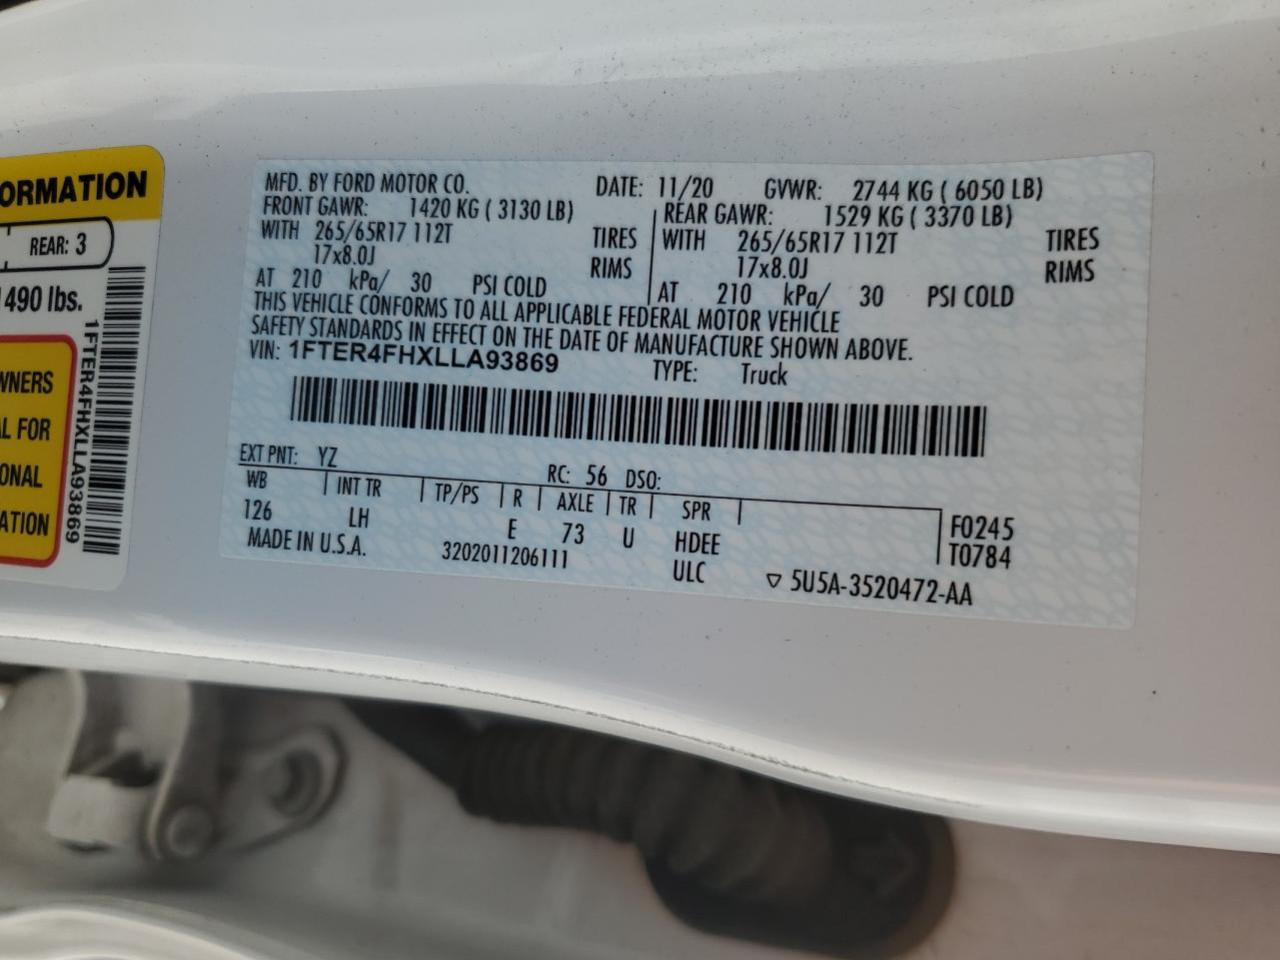 ORMATION
REAR: 3
490 lbs.
WNERS
L FOR
ONAL
ATION
1FTER4FHXLLA93869
MFD. BY FORD MOTOR CO. DATE: 11/20 GVWR: 2744 KG ( 6050 LB)
FRONT GAWR: 1420 KG ( 3130 LB) REAR GAWR: 1529 KG ( 3370 LB)
WITH 265/65R17 112T TIRES WITH 265/65R17 112T TIRES
17x8.0J RIMS 17x8.0J RIMS
AT 210 kPa/ 30 PSI COLD AT 210 kPa/ 30 PSI COLD
THIS VEHICLE CONFORMS TO ALL APPLICABLE FEDERAL MOTOR VEHICLE
SAFETY STANDARDS IN EFFECT ON THE DATE OF MANUFACTURE SHOWN ABOVE.
VIN: 1FTER4FHXLLA93869 TYPE: Truck
EXT PNT: YZ RC: 56 DSO:
WB INT TR TP/PS R AXLE TR SPR
126 LH E 73 U HDEE F0245
MADE IN U.S.A. 3202011206111 ULC T0784
▽ 5U5A-3520472-AA